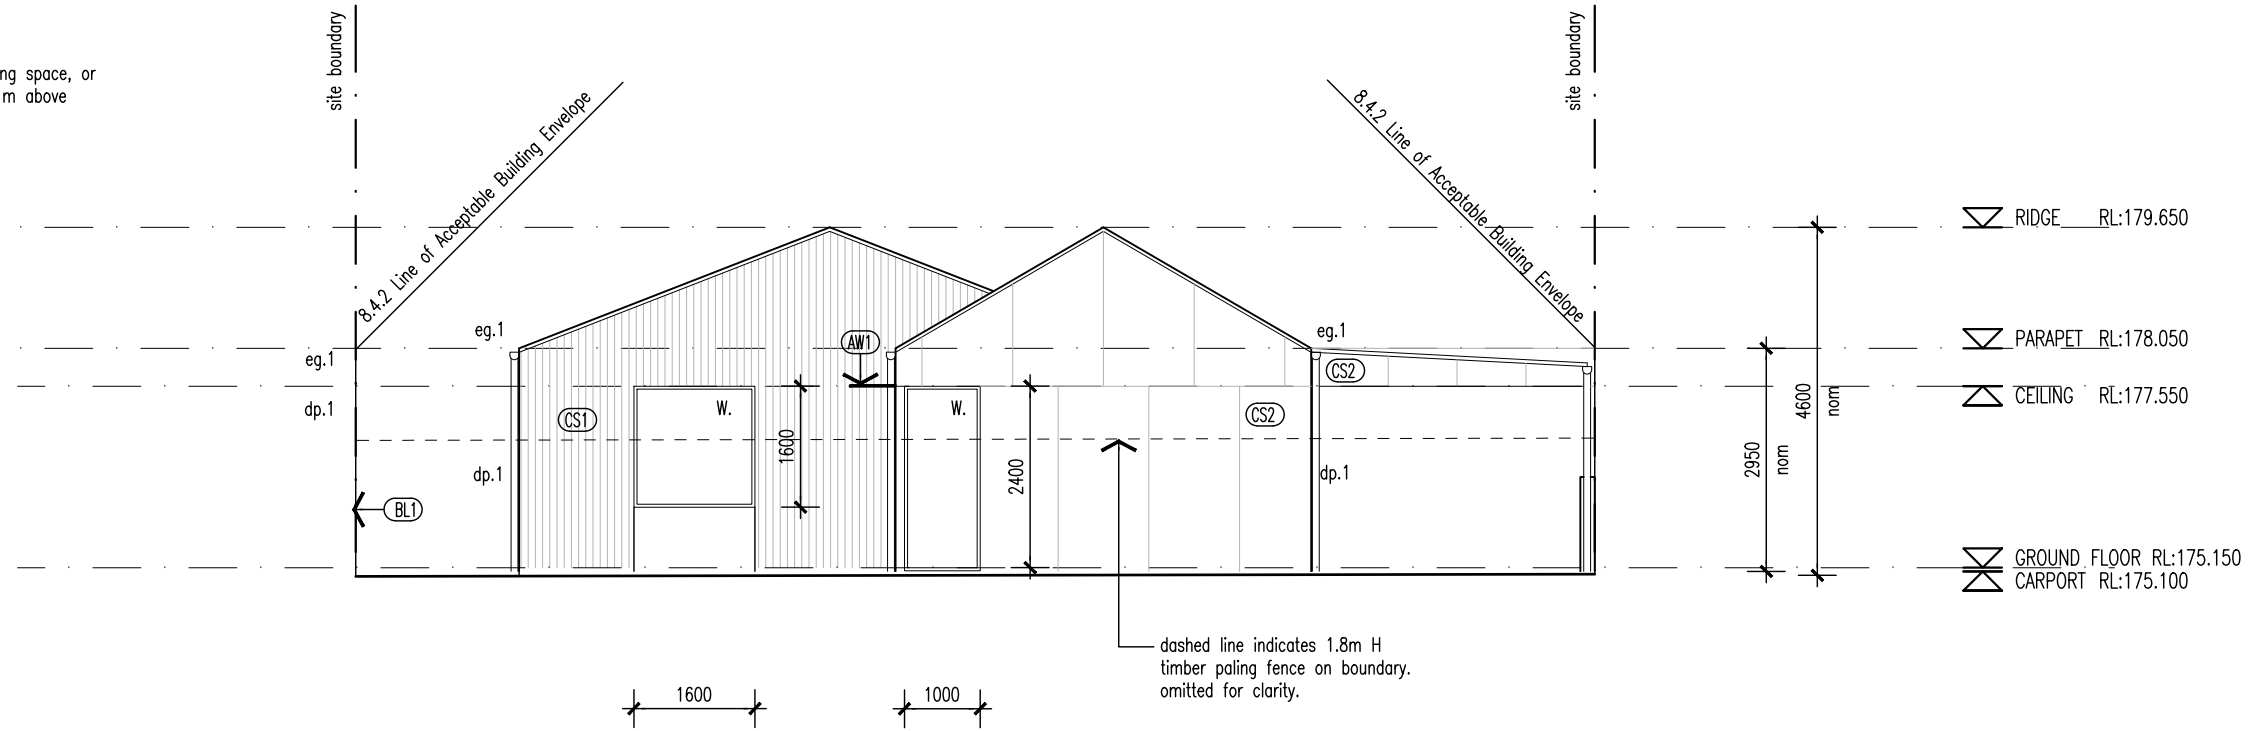 ng space, or
m above
site boundary
site boundary
8.4.2 Line of Acceptable Building Envelope
8.4.2 Line of Acceptable Building Envelope
RIDGE RL:179.650
eg.1
eg.1
AW1
PARAPET RL:178.050
eg.1
CS2
CEILING RL:177.550
4600
nom
dp.1
CS1
W.
W.
CS2
1600
2400
2950
nom
dp.1
dp.1
BL1
GROUND FLOOR RL:175.150
CARPORT RL:175.100
dashed line indicates 1.8m H
timber paling fence on boundary.
omitted for clarity.
1600
1000